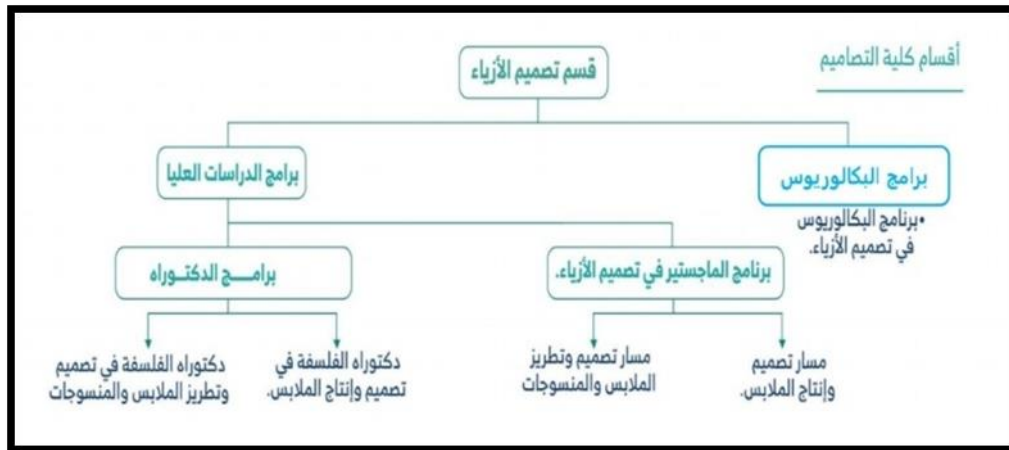 أقسام كلية التصاميم
قسم تصميم الأزياء
برامج البكالوريوس
•برنامج البكالوريوس
في تصميم الأزياء.
برامج الدراسات العليا
برنامج الماجستير في تصميم الأزياء.
مسار تصميم
وإنتاج الملابس.
مسار تصميم وتطريز
الملابس والمنسوجات
برامـــج الدكتــوراه
دكتوراه الفلسفة في
تصميم وإنتاج الملابس.
دكتوراه الفلسفة في تصميم
وتطريز الملابس والمنسوجات